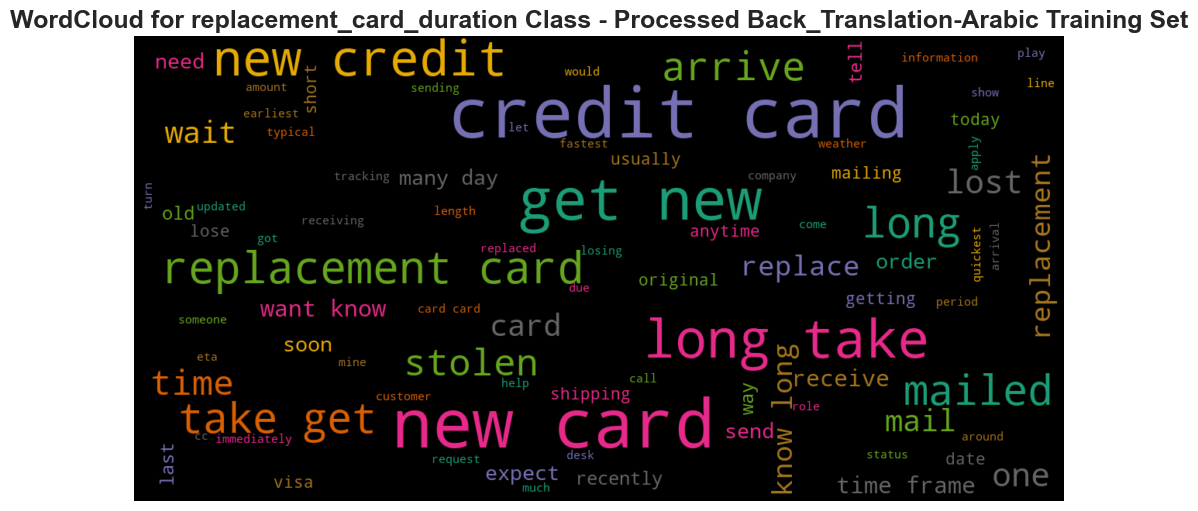 WordCloud for replacement_card_duration Class - Processed Back_Translation-Arabic Training Set
need
new credit
would
arrive
tell
information
play
amount
short
sending
credit card
show
line
earliest
wait
typical
let
fastest
usually
weather
today
apply
tracking
many day
company
mailing
lost
turn
old
updated
receiving
length
get new
come
long
replacement
lose
got
replaced
losing
anytime
quickest
arrival
replacement card
due
original
replace
order
getting
period
want know
card card
someone
card
soon
eta
mine
stolen
long take
time
help
call
customer
shipping
way
know long
receive
mailed
role
take get
new card
send
mail
cc
immediately
around
last
request
desk
status
date
visa
expect
much
recently
time frame
one